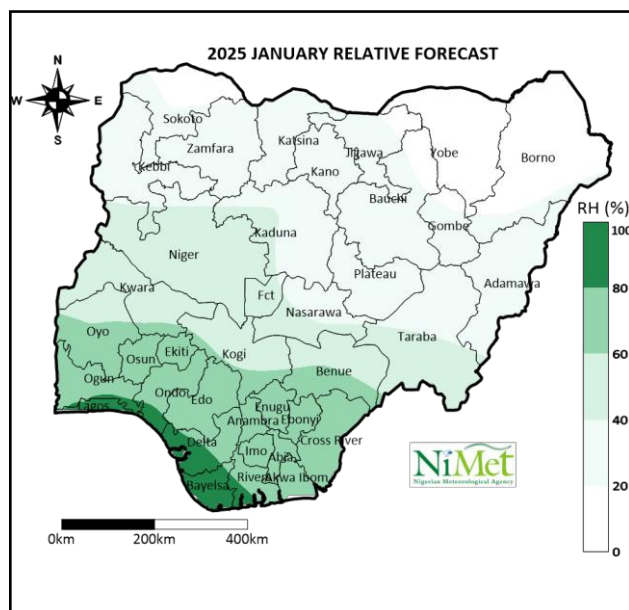 2025 JANUARY RELATIVE FORECAST
N
W E
S
Sokoto
Zamfara
Katsina
Kebbi
Kano
Jigawa
Yobe
Borno
Bauchi
Gombe
Kaduna
Niger
Plateau
Adamawa
Fct
Kwara
Nasarawa
Taraba
Oyo
Kogi
Osun
Ekiti
Benue
Ogun
Ondo
Edo
Lagos
Enugu
Anambra
Ebonyi
Delta
Cross River
Imo
Abia
Bayelsa
Rivers
Akwa Ibom
RH (%)
100
80
60
40
20
0
NiMet
Nigerian Meteorological Agency
0km 200km 400km